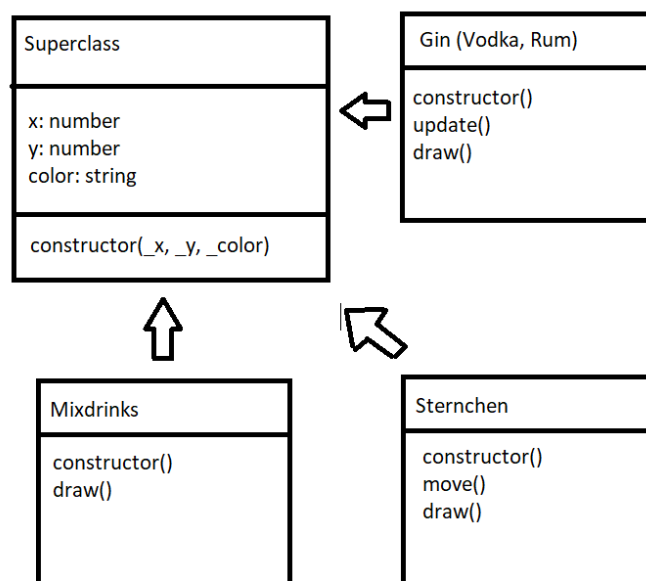 Superclass
x: number
y: number
color: string
constructor(_x, _y, _color)
Gin (Vodka, Rum)
constructor()
update()
draw()
Mixdrinks
constructor()
draw()
Sternchen
constructor()
move()
draw()